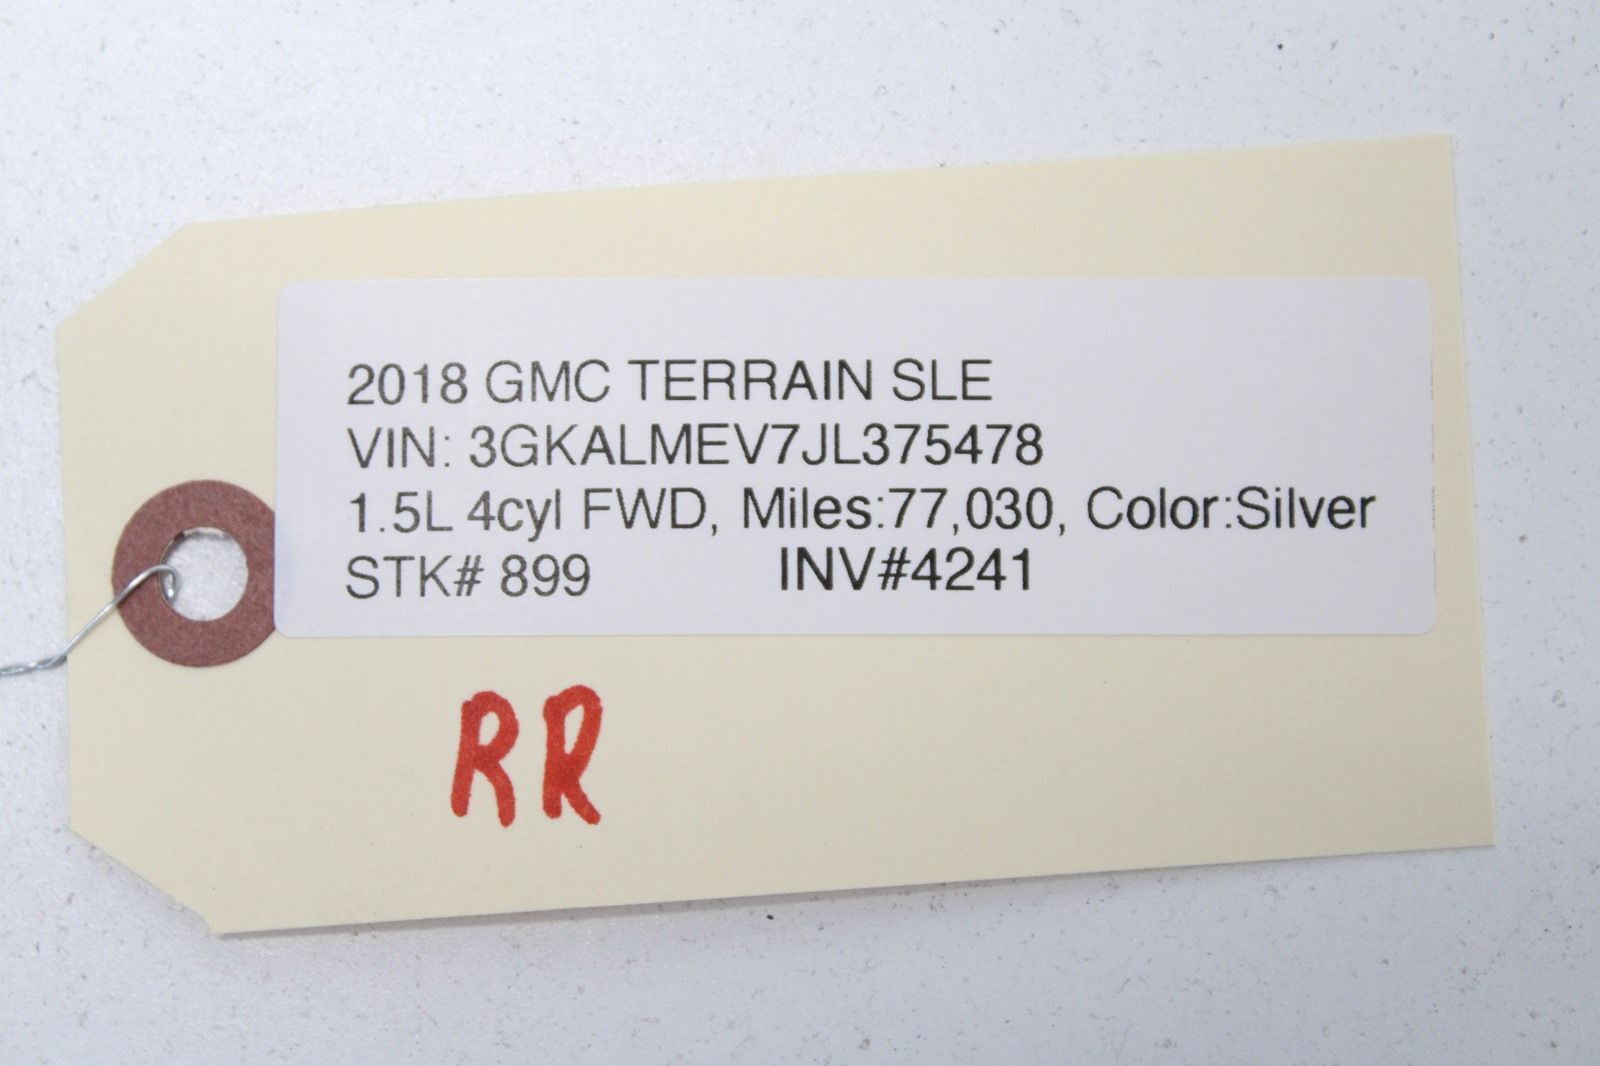 2018 GMC TERRAIN SLE
VIN: 3GKALMEV7JL375478
1.5L 4cyl FWD, Miles:77,030, Color:Silver
STK# 899 INV#4241
RR